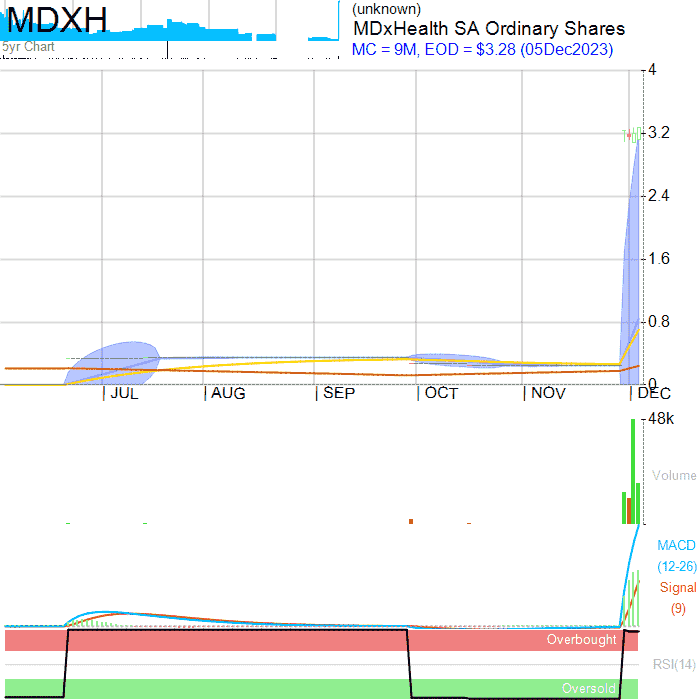 MDXH
5yr Chart
(unknown)
MDxHealth SA Ordinary Shares
MC = 9M, EOD = $3.28 (05Dec2023)
4
3.2
2.4
1.6
0.8
0
JUL
AUG
SEP
OCT
NOV
DEC
48k
Volume
MACD
(12-26)
Signal
(9)
Overbought
RSI(14)
Oversold